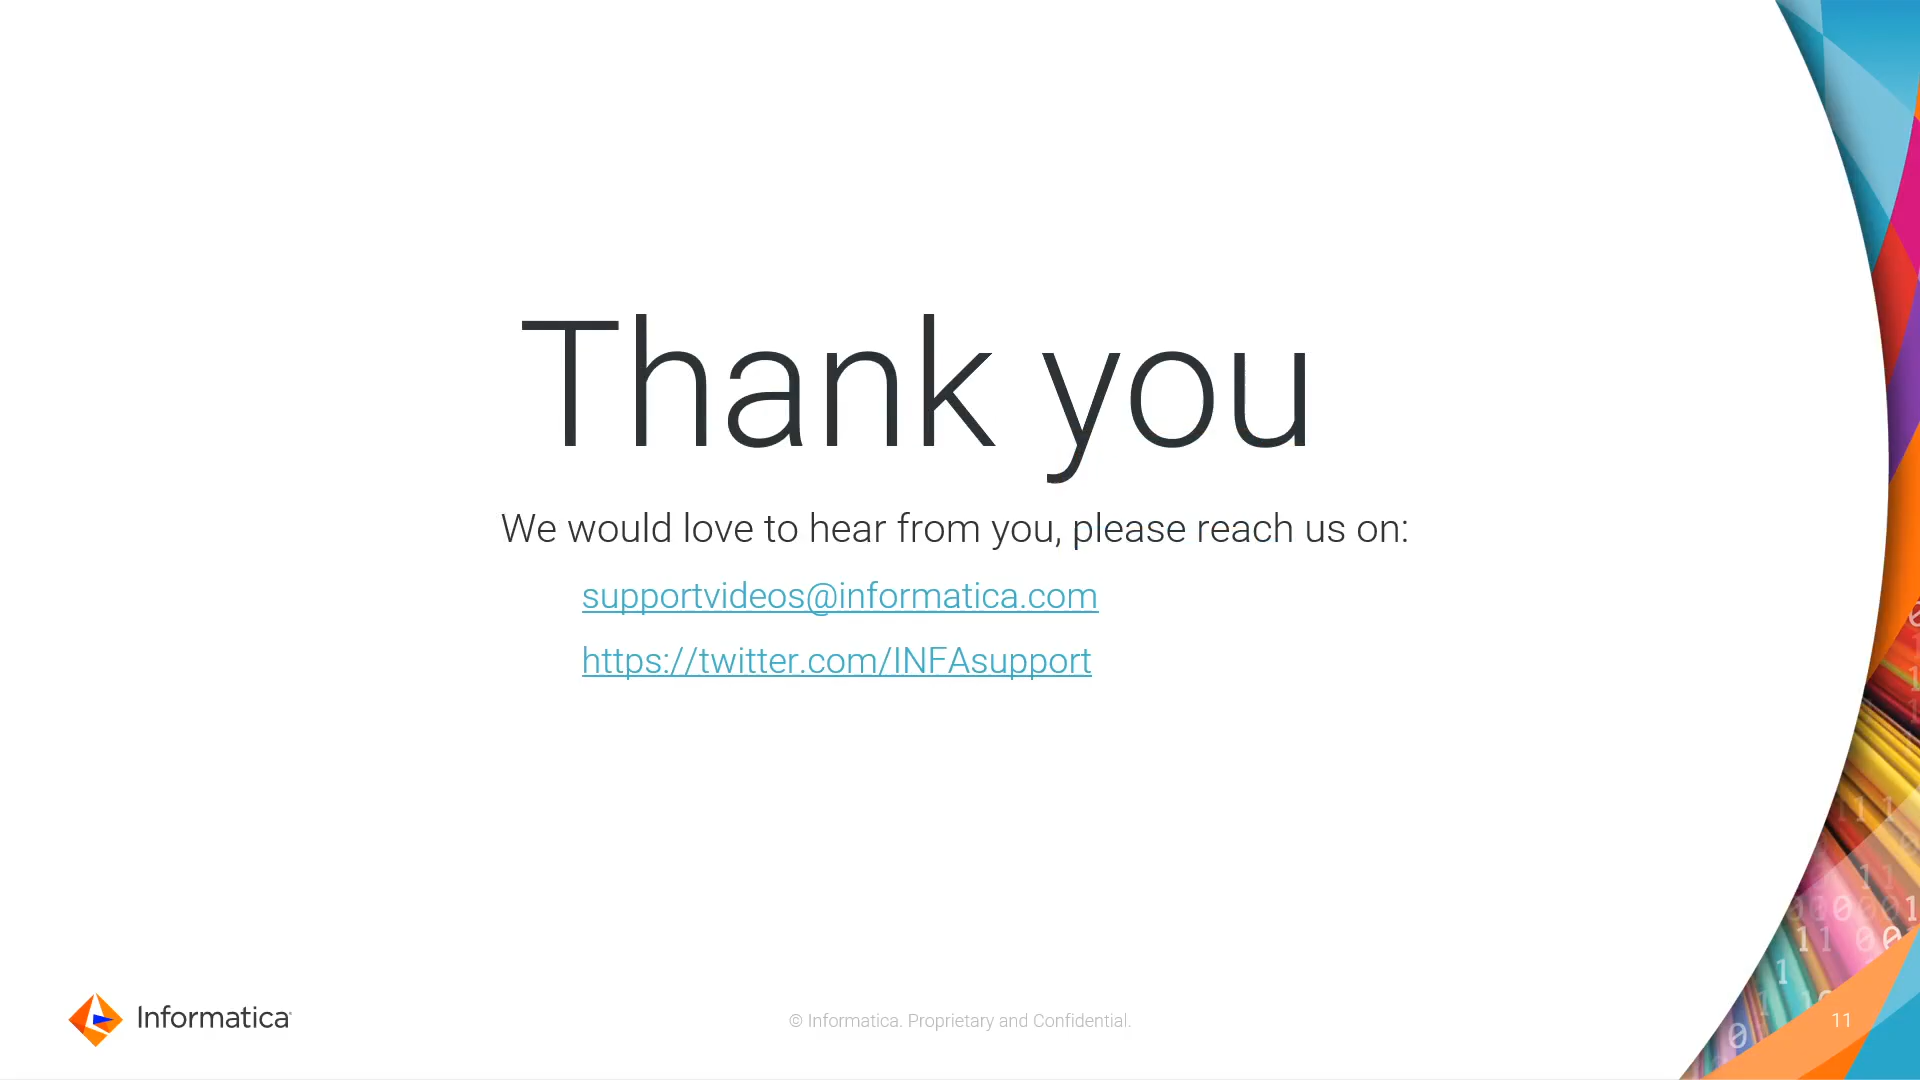 Thank you
We would love to hear from you, please reach us on:
supportvideos@informatica.com
https://twitter.com/INFAsupport
Informatica
© Informatica. Proprietary and Confidential.
11